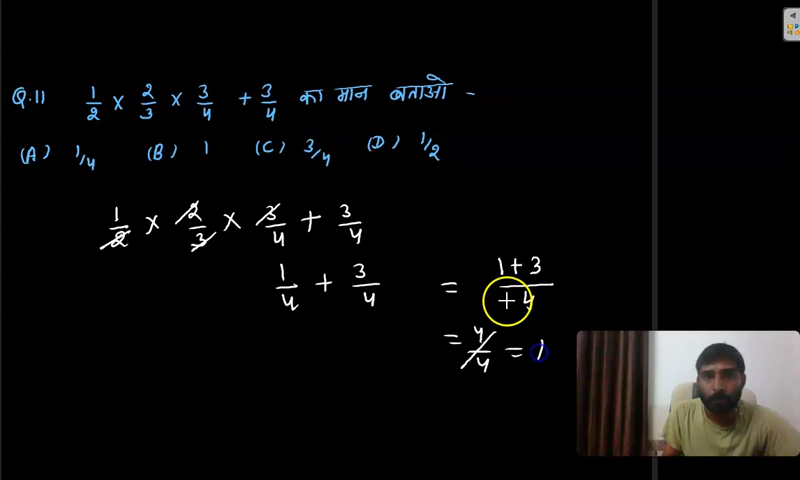 Q.11 1/2 × 2/3 × 3/4 + 3/4 का मान बताओ -
(A) 1/4 (B) 1 (C) 3/4 (D) 1/2
1/2 × 2/3 × 3/4 + 3/4
1/4 + 3/4 = 1+3/+4
= 4/4 = 1